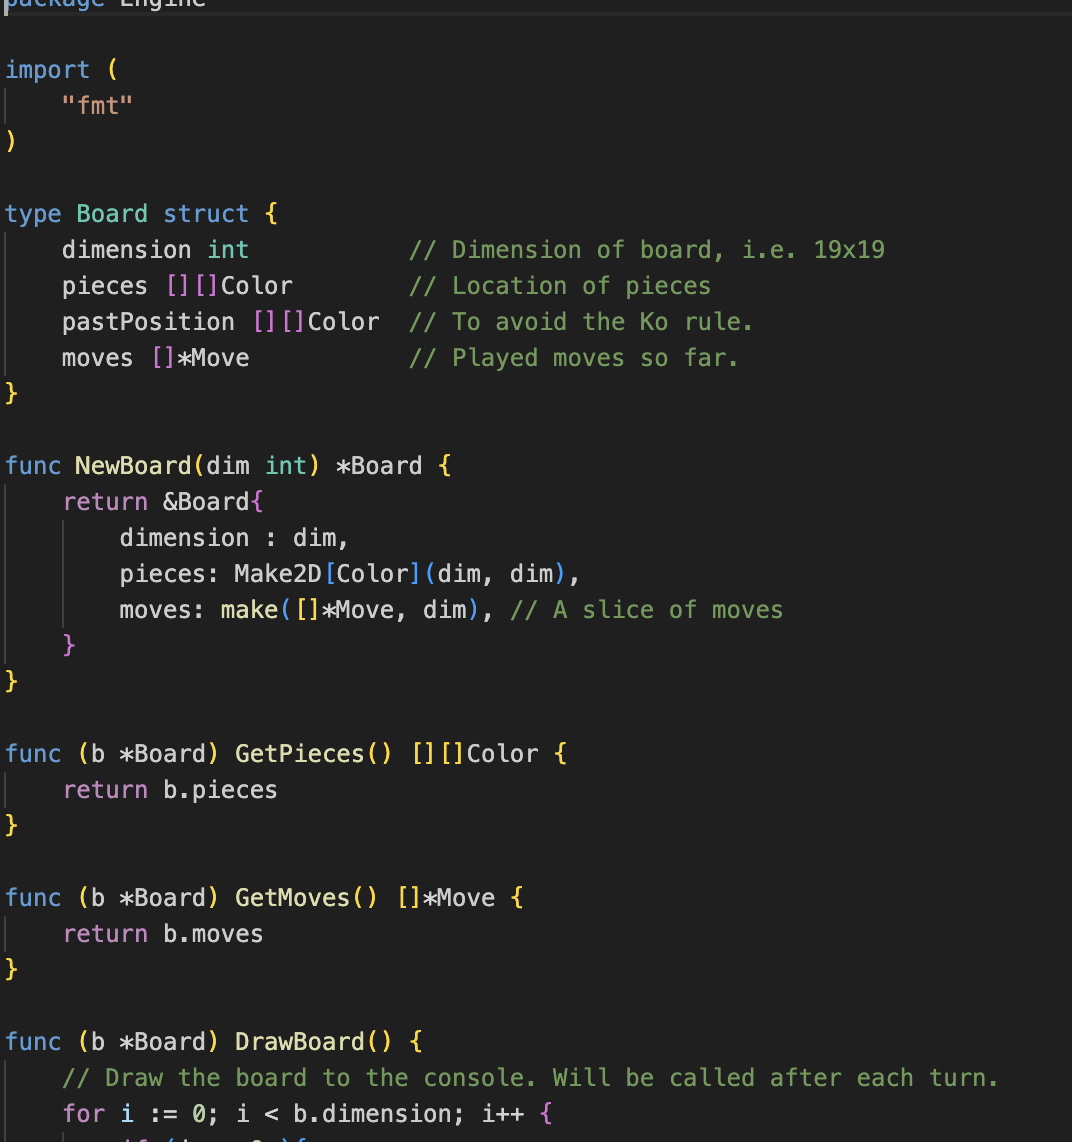 package Engine
import (
"fmt"
)
type Board struct {
dimension int // Dimension of board, i.e. 19x19
pieces [][]Color // Location of pieces
pastPosition [][]Color // To avoid the Ko rule.
moves []*Move // Played moves so far.
}
func NewBoard(dim int) *Board {
return &Board{
dimension : dim,
pieces: Make2D[Color](dim, dim),
moves: make([]*Move, dim), // A slice of moves
}
}
func (b *Board) GetPieces() [][]Color {
return b.pieces
}
func (b *Board) GetMoves() []*Move {
return b.moves
}
func (b *Board) DrawBoard() {
// Draw the board to the console. Will be called after each turn.
for i := 0; i < b.dimension; i++ {